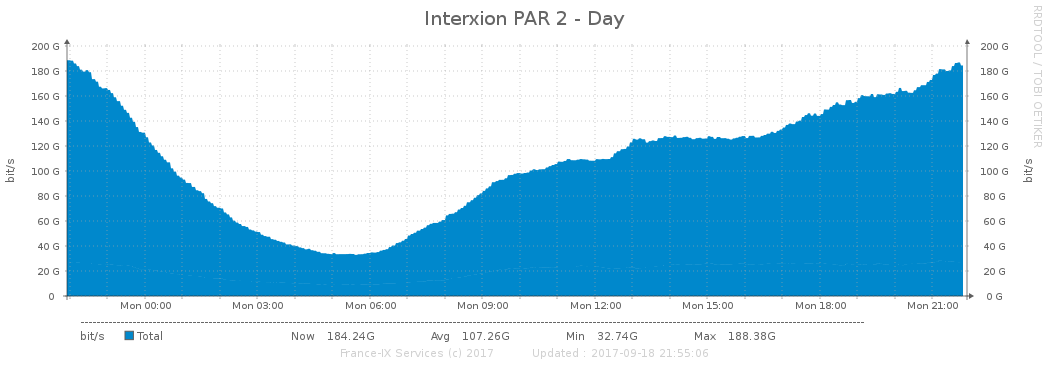 Interxion PAR 2 - Day
RRDTOOL / TOBI OETIKER
200 G 200 G
180 G 180 G
160 G 160 G
140 G 140 G
120 G 120 G
100 G 100 G
80 G 80 G
60 G 60 G
40 G 40 G
20 G 20 G
0 0 G
bit/s bit/s
Mon 00:00 Mon 03:00 Mon 06:00 Mon 09:00 Mon 12:00 Mon 15:00 Mon 18:00 Mon 21:00
bit/s Total Now 184.24G Avg 107.26G Min 32.74G Max 188.38G
France-IX Services (c) 2017 Updated : 2017-09-18 21:55:06